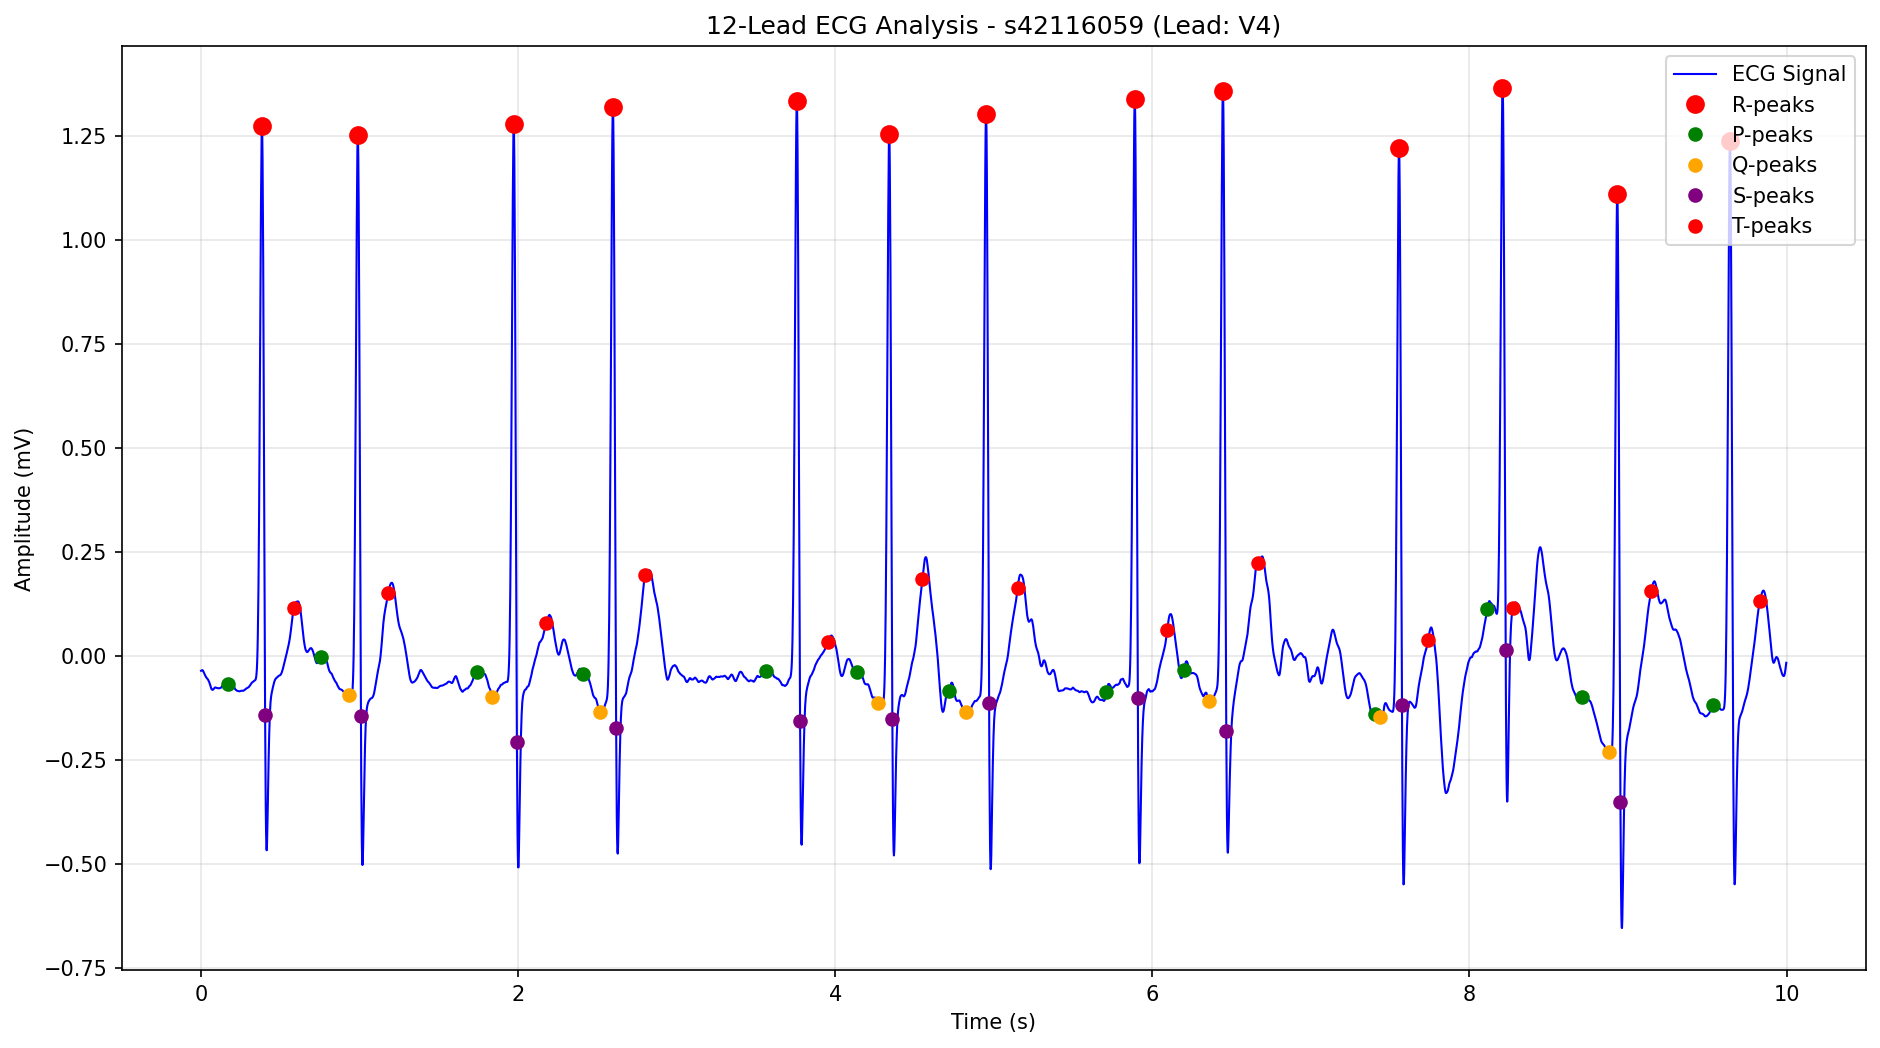 12-Lead ECG Analysis - s42116059 (Lead: V4)
ECG Signal
R-peaks
P-peaks
Q-peaks
S-peaks
T-peaks
Amplitude (mV)
1.25
1.00
0.75
0.50
0.25
0.00
−0.25
−0.50
−0.75
0 2 4 6 8 10
Time (s)